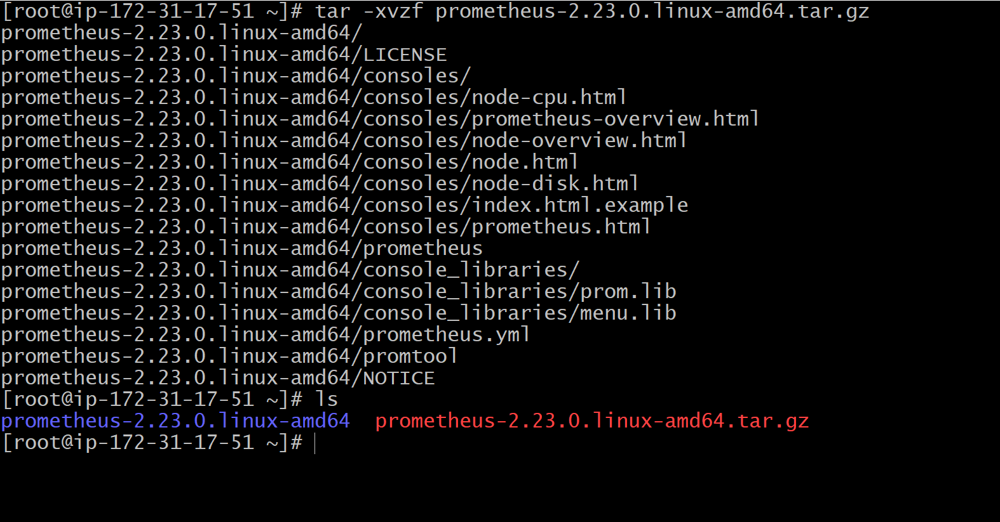 [root@ip-172-31-17-51 ~]# tar -xvzf prometheus-2.23.0.linux-amd64.tar.gz
prometheus-2.23.0.linux-amd64/
prometheus-2.23.0.linux-amd64/LICENSE
prometheus-2.23.0.linux-amd64/consoles/
prometheus-2.23.0.linux-amd64/consoles/node-cpu.html
prometheus-2.23.0.linux-amd64/consoles/prometheus-overview.html
prometheus-2.23.0.linux-amd64/consoles/node-overview.html
prometheus-2.23.0.linux-amd64/consoles/node.html
prometheus-2.23.0.linux-amd64/consoles/node-disk.html
prometheus-2.23.0.linux-amd64/consoles/index.html.example
prometheus-2.23.0.linux-amd64/consoles/prometheus.html
prometheus-2.23.0.linux-amd64/prometheus
prometheus-2.23.0.linux-amd64/console_libraries/
prometheus-2.23.0.linux-amd64/console_libraries/prom.lib
prometheus-2.23.0.linux-amd64/console_libraries/menu.lib
prometheus-2.23.0.linux-amd64/prometheus.yml
prometheus-2.23.0.linux-amd64/promtool
prometheus-2.23.0.linux-amd64/NOTICE
[root@ip-172-31-17-51 ~]# ls
prometheus-2.23.0.linux-amd64  prometheus-2.23.0.linux-amd64.tar.gz
[root@ip-172-31-17-51 ~]#